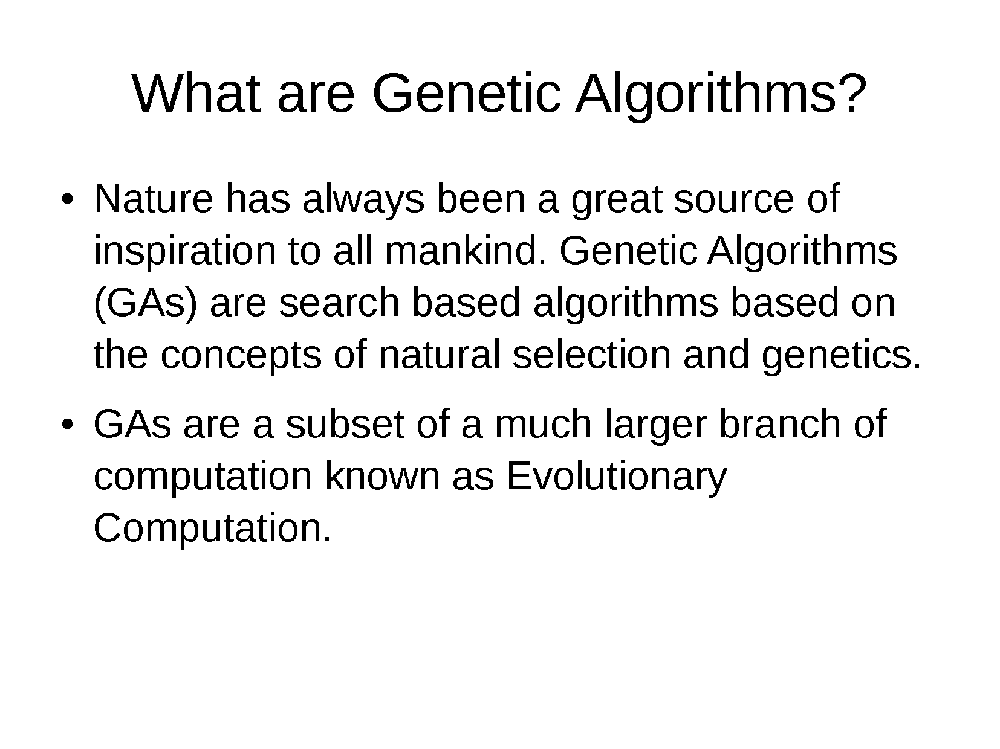 What are Genetic Algorithms?
• Nature has always been a great source of
inspiration to all mankind. Genetic Algorithms
(GAs) are search based algorithms based on
the concepts of natural selection and genetics.
• GAs are a subset of a much larger branch of
computation known as Evolutionary
Computation.